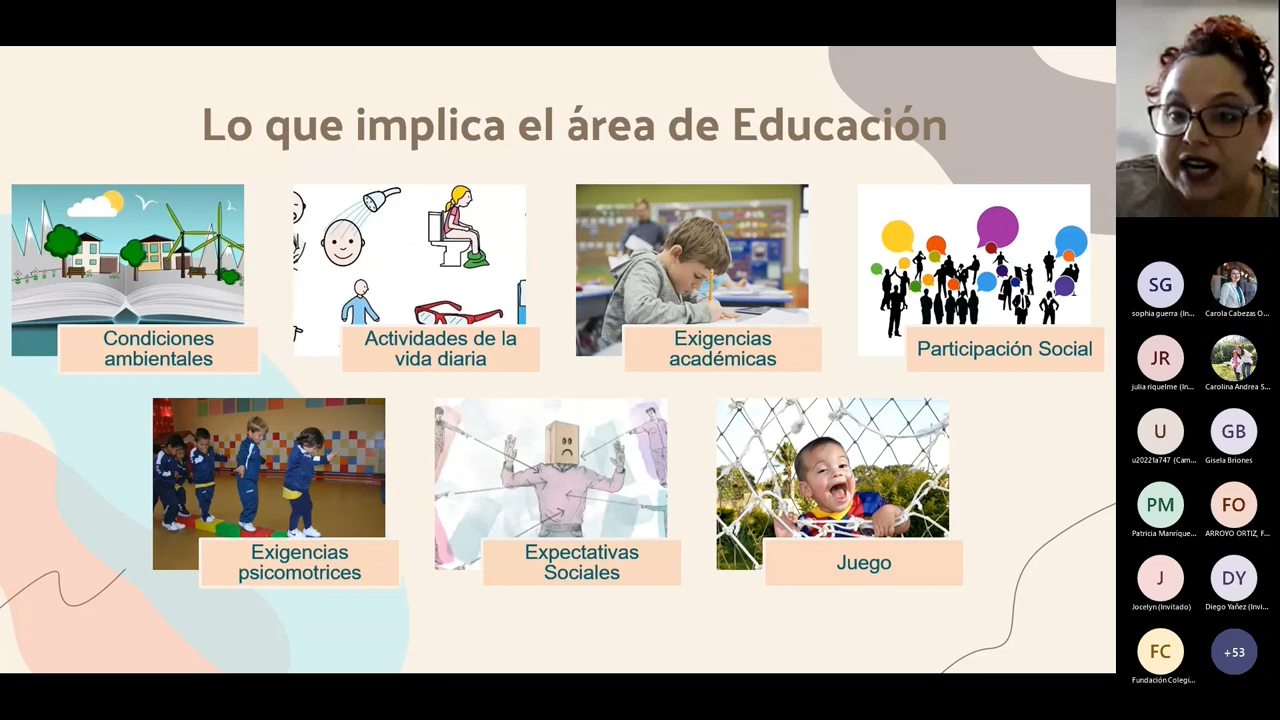 Lo que implica el área de Educación
Condiciones
ambientales
Actividades de la
vida diaria
Exigencias
académicas
Participación Social
Exigencias
psicomotrices
Expectativas
Sociales
Juego
SG
sophia guerra (In...
Carola Cabezas O...
JR
julia riquelme (In...
Carolina Andrea S...
U
u20221a747 (Cam...
GB
Gisela Briones
PM
Patricia Manríque...
FO
ARROYO ORTIZ, F...
J
Jocelyn (Invitado)
DY
Diego Yañez (Invi...
FC
Fundación Colegi...
+53